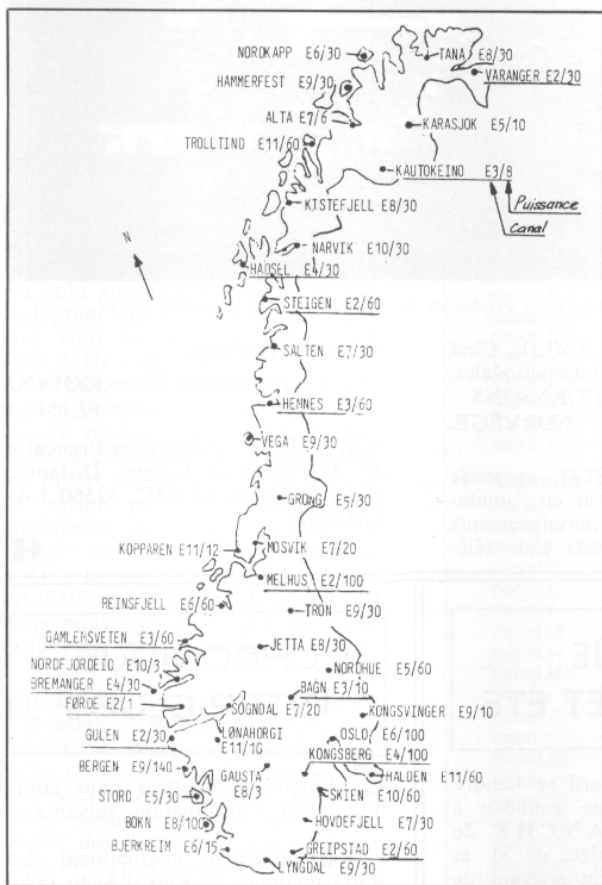 NORDKAPP E6/30
TANA E8/30
VARANGER E2/30
HAMMERFEST E9/30
ALTA E7/6
KARASJOK E5/10
TROLLTIND E11/60
KAUTOKEINO E3/8
Puissance
Canal
KISTEFJELL E8/30
N
NARVIK E10/30
HADSEL E4/30
STEIGEN E2/60
SALTEN E7/30
HEMNES E3/60
VEGA E9/30
GRONG E5/30
KOPPAREN E11/12
MOSVIK E7/20
MELHUS E2/100
REINSFJELL E6/60
TRON E9/30
GAMLEHSVETEN E3/60
JETTA E8/30
NORDFJORDEID E10/3
NORDHUE E5/60
BREMANGER E4/30
BAGN E3/10
FØRDE E2/1
SOGNDAL E7/20
KONGSVINGER E9/10
GULEN E2/30
LØNAHORGI
E11/10
OSLO E6/100
KONGSBERG E4/100
BERGEN E9/140
GAUSTA
E8/3
HALDEN E11/60
STORD E5/30
SKIEN E10/60
BOKN E8/100
HOVDEFJELL E7/30
BJERKREIM E6/15
GREIPSTAD E2/60
LYNGDAL E9/30